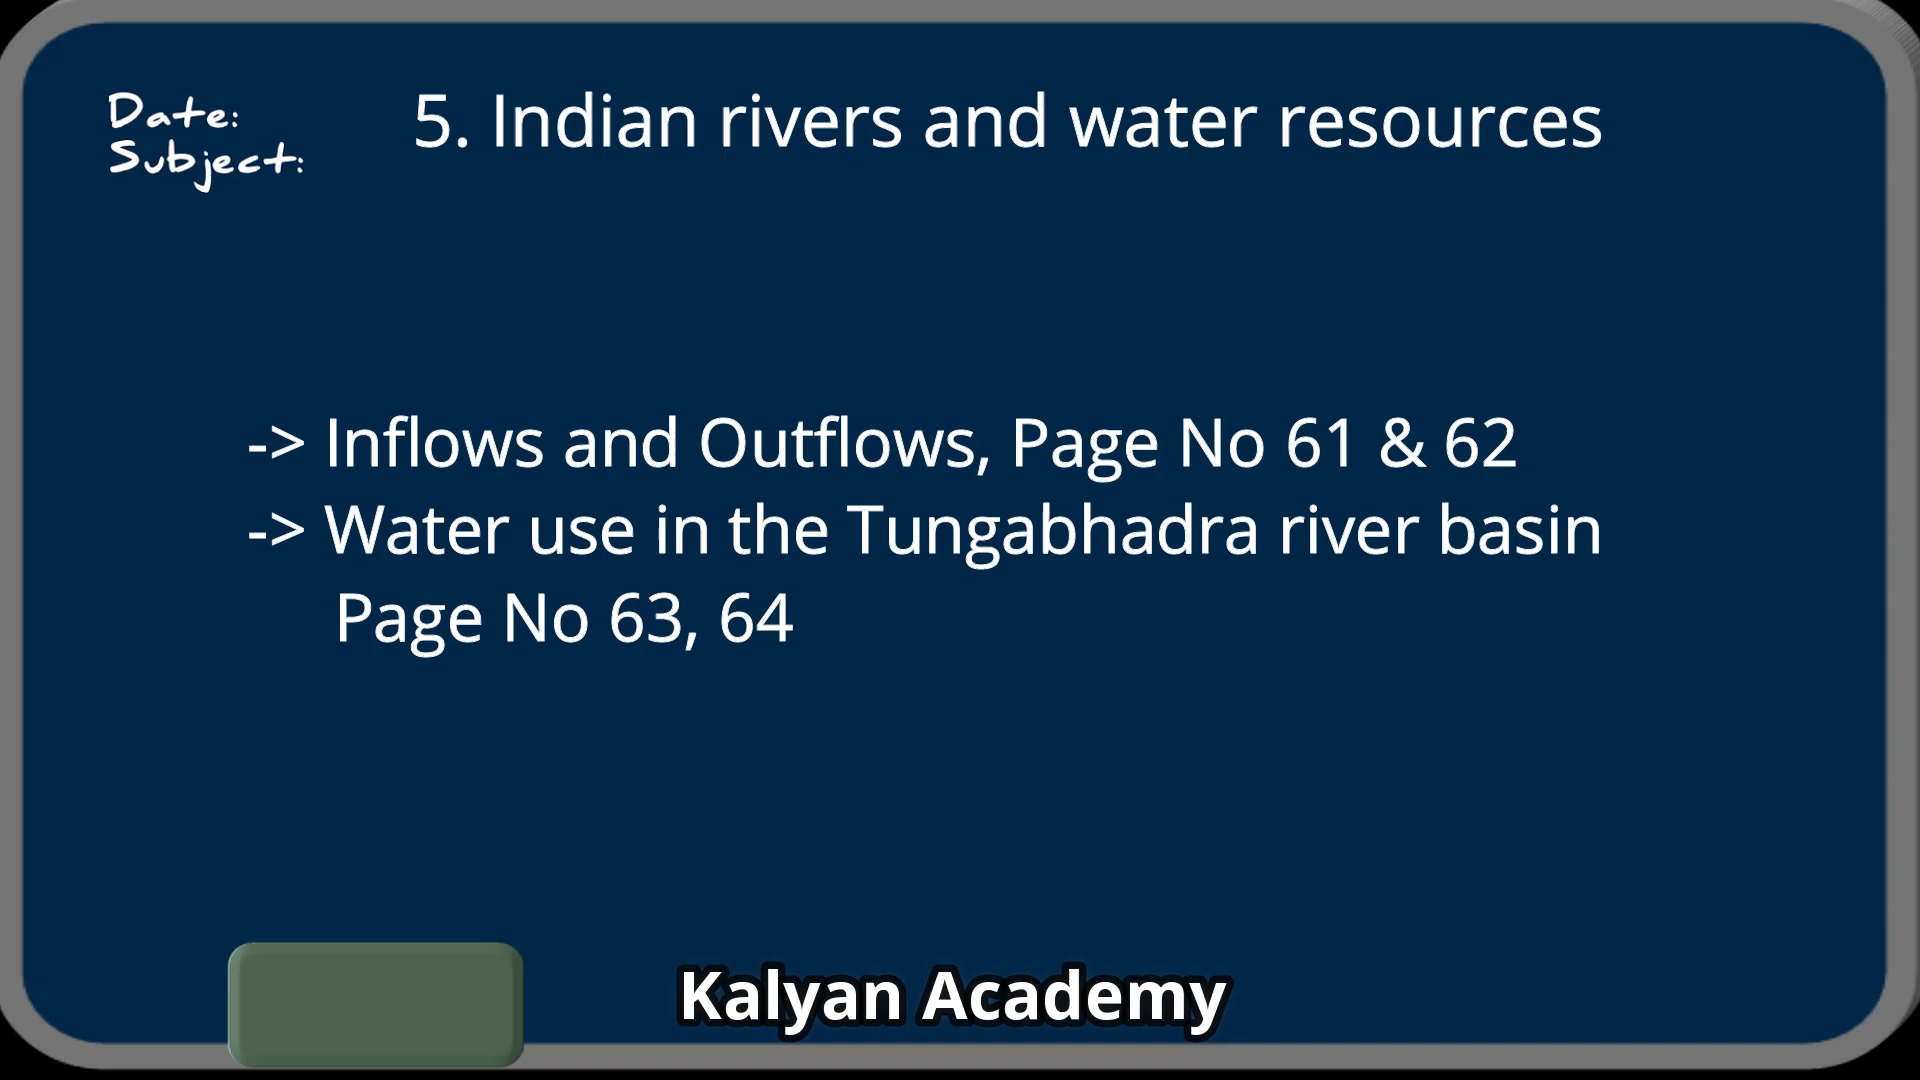 Date:
Subject:
5. Indian rivers and water resources
-> Inflows and Outflows, Page No 61 & 62
-> Water use in the Tungabhadra river basin
Page No 63, 64
Kalyan Academy